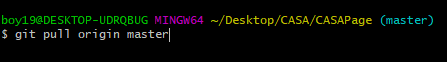 boy19@DESKTOP-UDRQBUG MINGW64 ~/Desktop/CASA/CASAPage (master)
$ git pull origin master